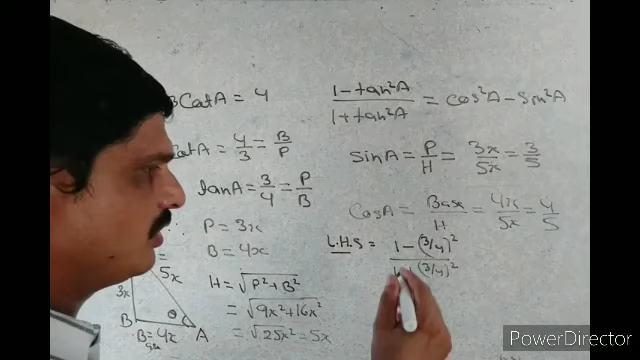 3CotA = 4
CotA = 4/3 = B/P
tanA = 3/4 = P/B
P = 3x
B = 4x
H = √P²+B²
= √9x²+16x²
= √25x² = 5x
5x
3x
θ
B
B = 4x
A
1 - tan²A / 1 + tan²A = cos²A - Sin²A
sinA = P/H = 3x/5x = 3/5
CosA = Base/H = 4x/5x = 4/5
L.H.S = 1 - (3/4)² / 1 + (3/4)²
PowerDirector